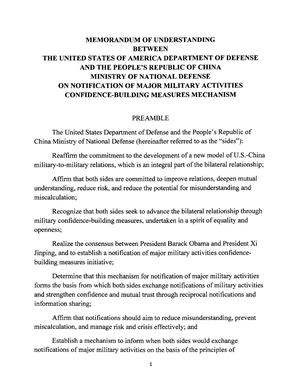 MEMORANDUM OF UNDERSTANDING
BETWEEN
THE UNITED STATES OF AMERICA DEPARTMENT OF DEFENSE
AND THE PEOPLE'S REPUBLIC OF CHINA
MINISTRY OF NATIONAL DEFENSE
ON NOTIFICATION OF MAJOR MILITARY ACTIVITIES
CONFIDENCE-BUILDING MEASURES MECHANISM
PREAMBLE
The United States Department of Defense and the People's Republic of
China Ministry of National Defense (hereinafter referred to as the "sides"):
Reaffirm the commitment to the development of a new model of U.S.-China
military-to-military relations, which is an integral part of the bilateral relationship;
Affirm that both sides are committed to improve relations, deepen mutual
understanding, reduce risk, and reduce the potential for misunderstanding and
miscalculation;
Recognize that both sides seek to advance the bilateral relationship through
military confidence-building measures, undertaken in a spirit of equality and
openness;
Realize the consensus between President Barack Obama and President Xi
Jinping, and to establish a notification of major military activities confidence-
building measures initiative;
Determine that this mechanism for notification of major military activities
forms the basis from which both sides exchange notifications of military activities
and strengthen confidence and mutual trust through reciprocal notifications and
information sharing;
Affirm that notifications should aim to reduce misunderstanding, prevent
miscalculation, and manage risk and crisis effectively; and
Establish a mechanism to inform when both sides would exchange
notifications of major military activities on the basis of the principles of
1